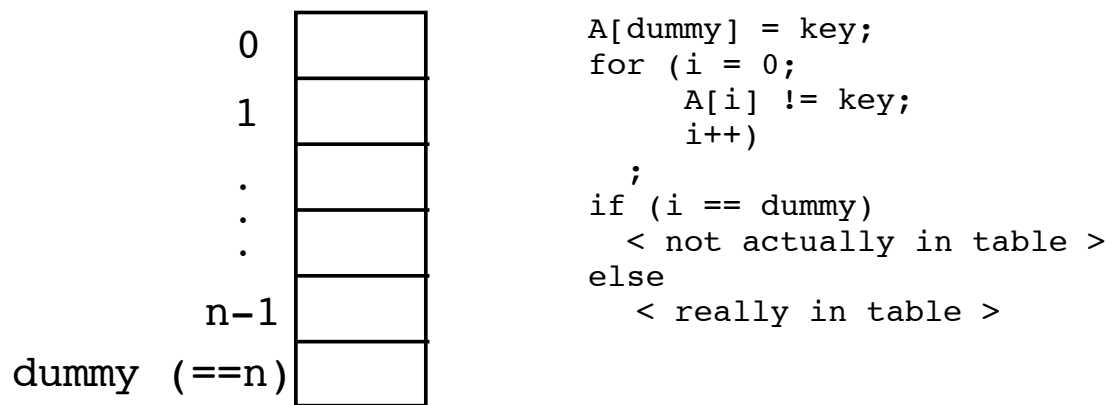 0
1
.
.
.
n-1
dummy (==n)
A[dummy] = key;
for (i = 0;
     A[i] != key;
     i++)
  ;
if (i == dummy)
  < not actually in table >
else
  < really in table >